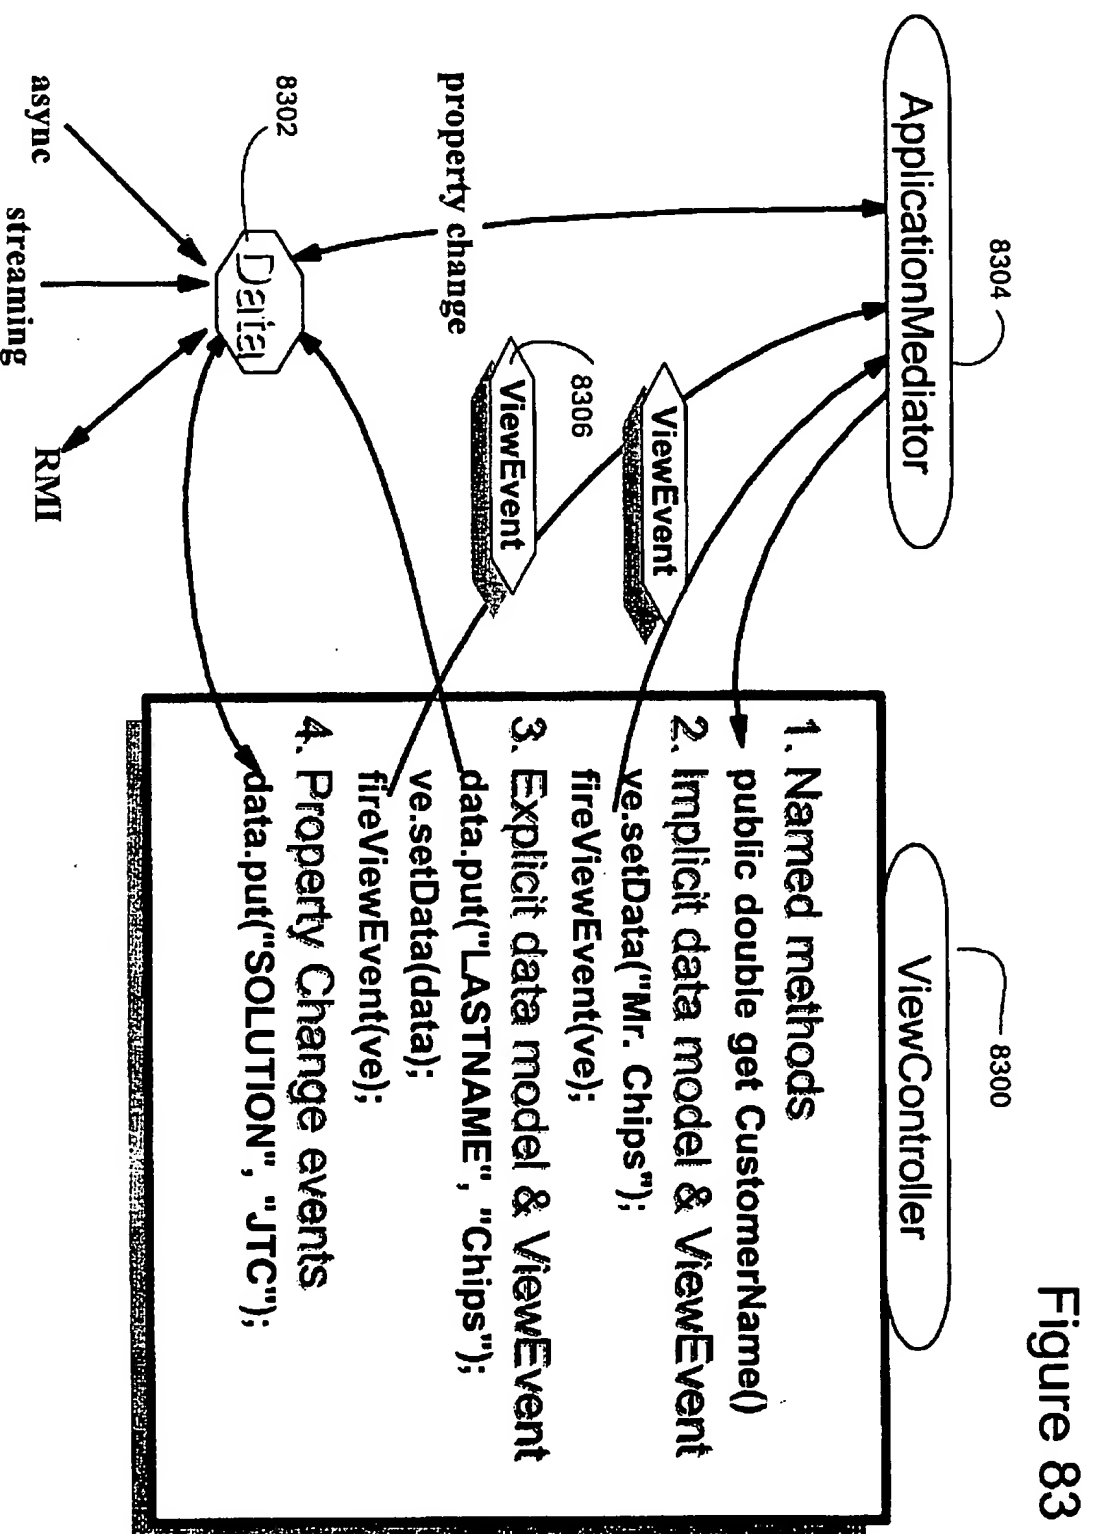 Figure 83
8304
8300
ApplicationMediator
ViewController
1. Named methods
public double get CustomerName()
2. Implicit data model & ViewEvent
ve.setData("Mr. Chips");
fireViewEvent(ve);
3. Explicit data model & ViewEvent
data.put("LASTNAME", "Chips");
ve.setData(data);
fireViewEvent(ve);
4. Property Change events
data.put("SOLUTION", "JTC");
ViewEvent
8306
ViewEvent
property change
8302
Data
async
streaming
RMI